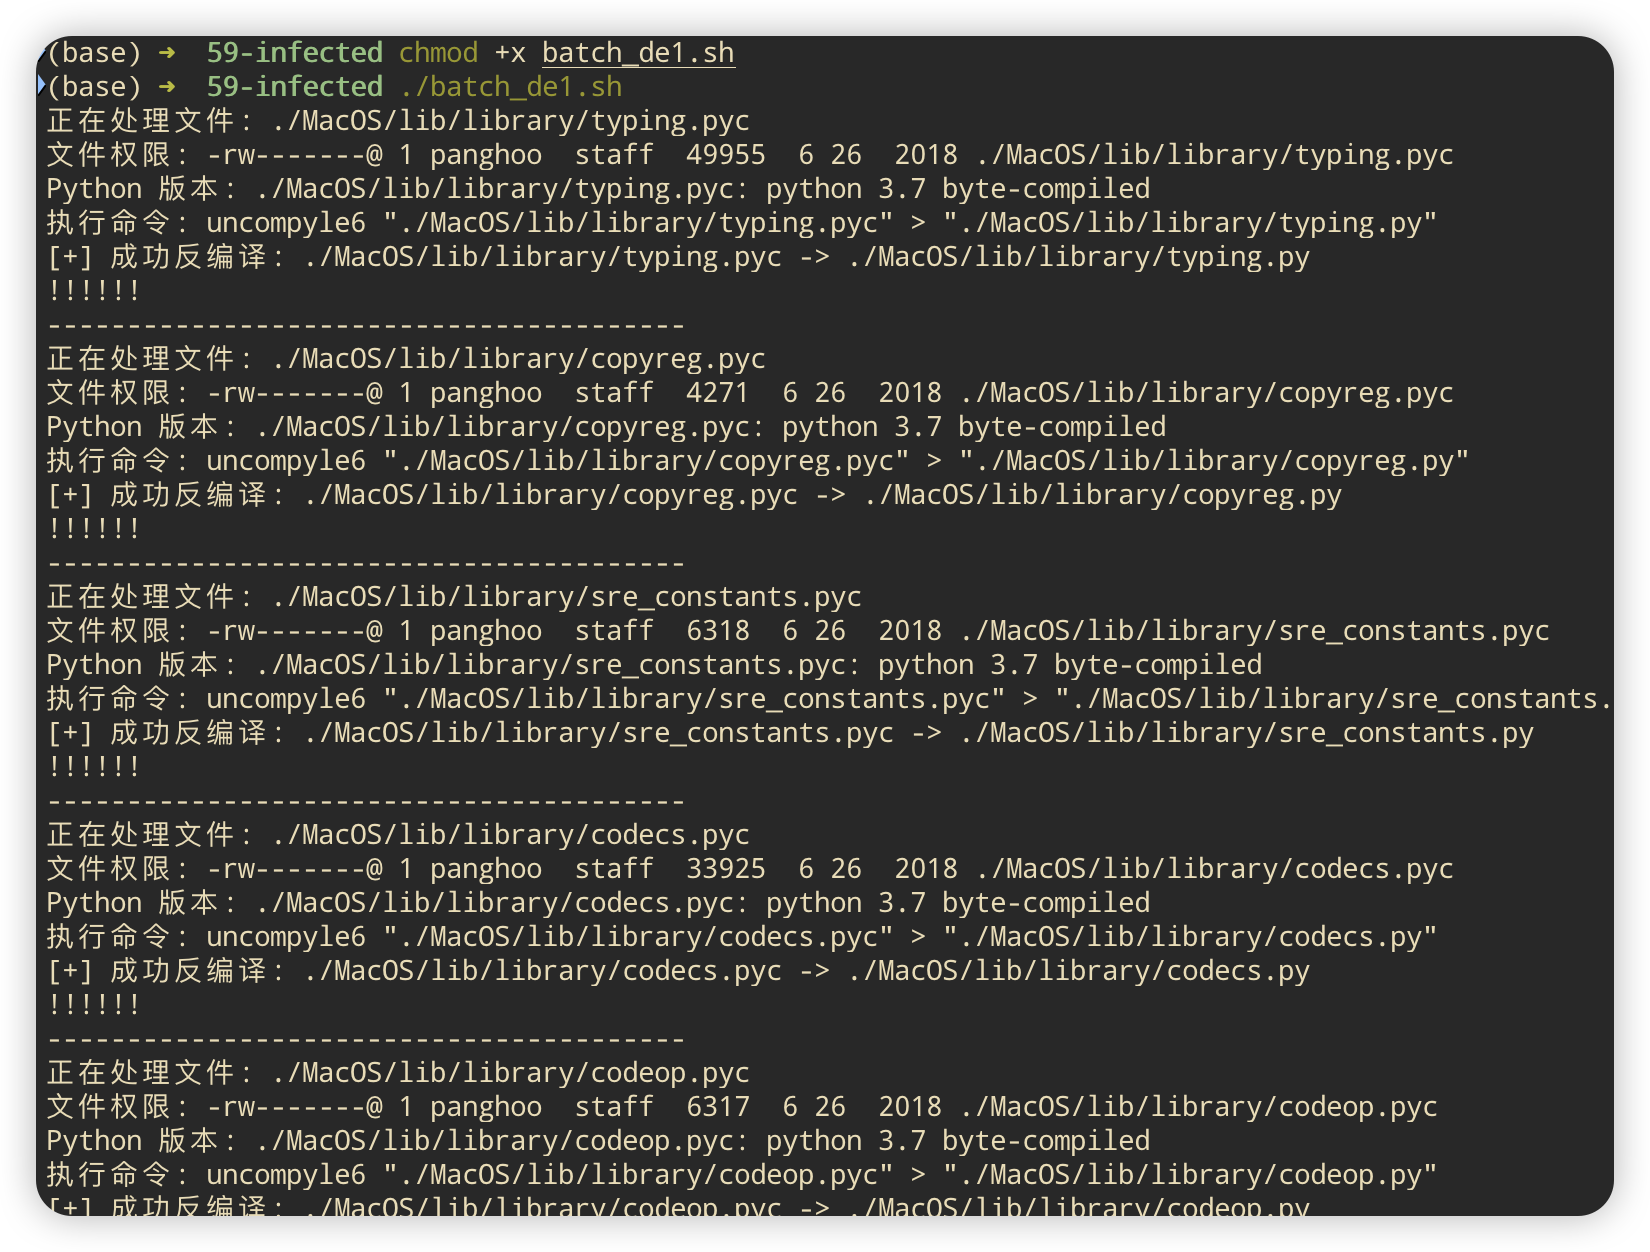 (base) ➜  59-infected chmod +x batch_de1.sh
(base) ➜  59-infected ./batch_de1.sh
正在处理文件: ./MacOS/lib/library/typing.pyc
文件权限: -rw-------@ 1 panghoo  staff  49955  6 26  2018 ./MacOS/lib/library/typing.pyc
Python 版本: ./MacOS/lib/library/typing.pyc: python 3.7 byte-compiled
执行命令: uncompyle6 "./MacOS/lib/library/typing.pyc" > "./MacOS/lib/library/typing.py"
[+] 成功反编译: ./MacOS/lib/library/typing.pyc -> ./MacOS/lib/library/typing.py
!!!!!!
----------------------------------------
正在处理文件: ./MacOS/lib/library/copyreg.pyc
文件权限: -rw-------@ 1 panghoo  staff  4271  6 26  2018 ./MacOS/lib/library/copyreg.pyc
Python 版本: ./MacOS/lib/library/copyreg.pyc: python 3.7 byte-compiled
执行命令: uncompyle6 "./MacOS/lib/library/copyreg.pyc" > "./MacOS/lib/library/copyreg.py"
[+] 成功反编译: ./MacOS/lib/library/copyreg.pyc -> ./MacOS/lib/library/copyreg.py
!!!!!!
----------------------------------------
正在处理文件: ./MacOS/lib/library/sre_constants.pyc
文件权限: -rw-------@ 1 panghoo  staff  6318  6 26  2018 ./MacOS/lib/library/sre_constants.pyc
Python 版本: ./MacOS/lib/library/sre_constants.pyc: python 3.7 byte-compiled
执行命令: uncompyle6 "./MacOS/lib/library/sre_constants.pyc" > "./MacOS/lib/library/sre_constants.
[+] 成功反编译: ./MacOS/lib/library/sre_constants.pyc -> ./MacOS/lib/library/sre_constants.py
!!!!!!
----------------------------------------
正在处理文件: ./MacOS/lib/library/codecs.pyc
文件权限: -rw-------@ 1 panghoo  staff  33925  6 26  2018 ./MacOS/lib/library/codecs.pyc
Python 版本: ./MacOS/lib/library/codecs.pyc: python 3.7 byte-compiled
执行命令: uncompyle6 "./MacOS/lib/library/codecs.pyc" > "./MacOS/lib/library/codecs.py"
[+] 成功反编译: ./MacOS/lib/library/codecs.pyc -> ./MacOS/lib/library/codecs.py
!!!!!!
----------------------------------------
正在处理文件: ./MacOS/lib/library/codeop.pyc
文件权限: -rw-------@ 1 panghoo  staff  6317  6 26  2018 ./MacOS/lib/library/codeop.pyc
Python 版本: ./MacOS/lib/library/codeop.pyc: python 3.7 byte-compiled
执行命令: uncompyle6 "./MacOS/lib/library/codeop.pyc" > "./MacOS/lib/library/codeop.py"
[+] 成功反编译: ./MacOS/lib/library/codeop.pyc -> ./MacOS/lib/library/codeop.py